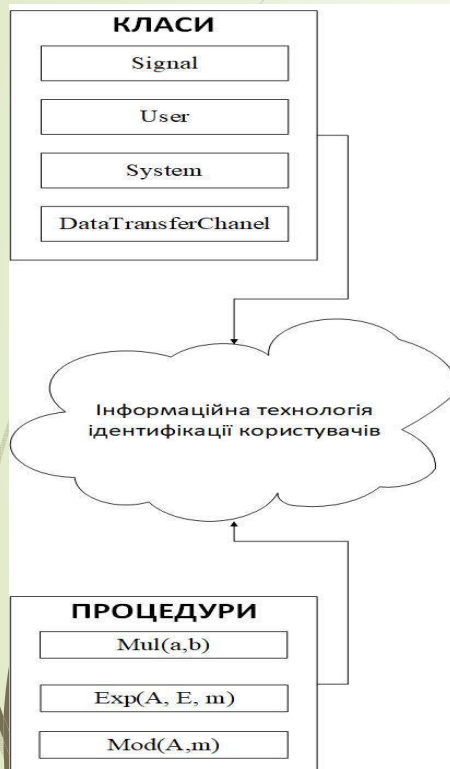 КЛАСИ
Signal
User
System
DataTransferChanel
Інформаційна технологія
ідентифікації користувачів
ПРОЦЕДУРИ
Mul(a,b)
Exp(A, E, m)
Mod(A,m)